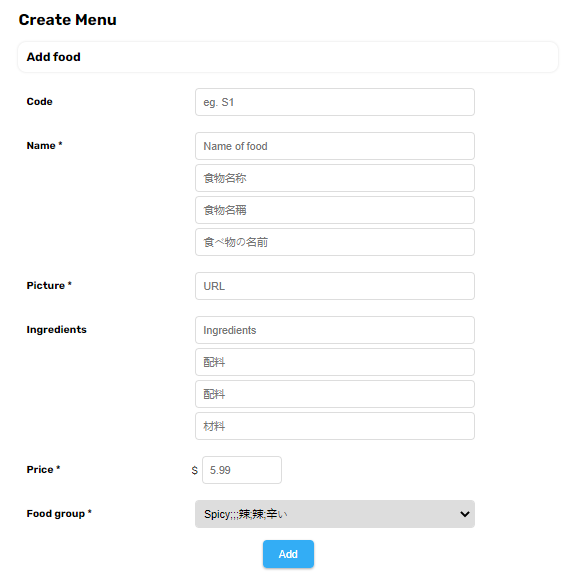 Create Menu
Add food
Code
eg. S1
Name *
Name of food
食物名称
食物名稱
食べ物の名前
Picture *
URL
Ingredients
Ingredients
配料
配料
材料
Price *
$ 5.99
Food group *
Spicy;;;辣;辣;辛い
Add